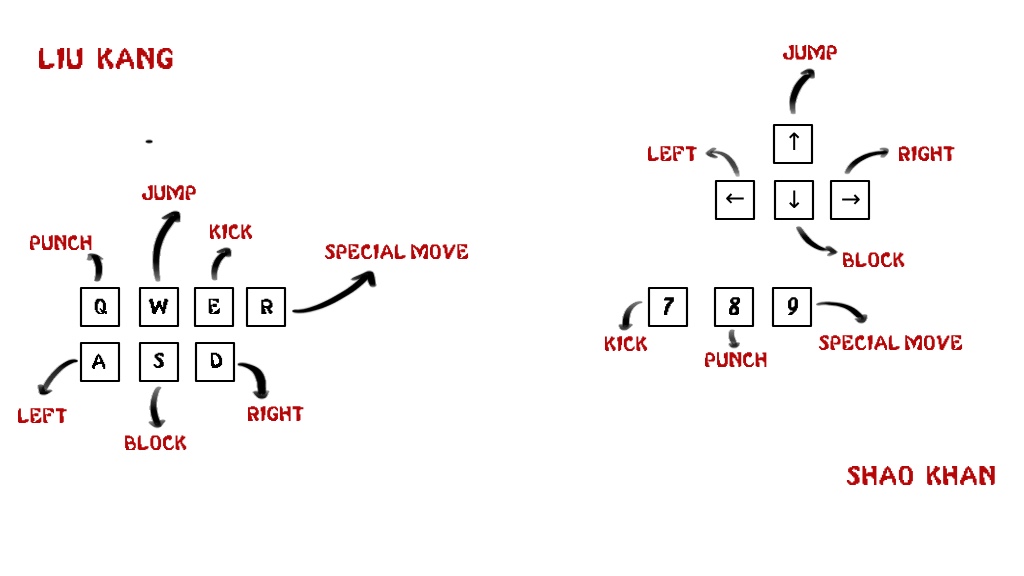 LIU KANG
JUMP
PUNCH
KICK
SPECIAL MOVE
Q W E R
A S D
LEFT
BLOCK
RIGHT
JUMP
↑
LEFT
RIGHT
← ↓ →
BLOCK
7 8 9
KICK
PUNCH
SPECIAL MOVE
SHAO KHAN